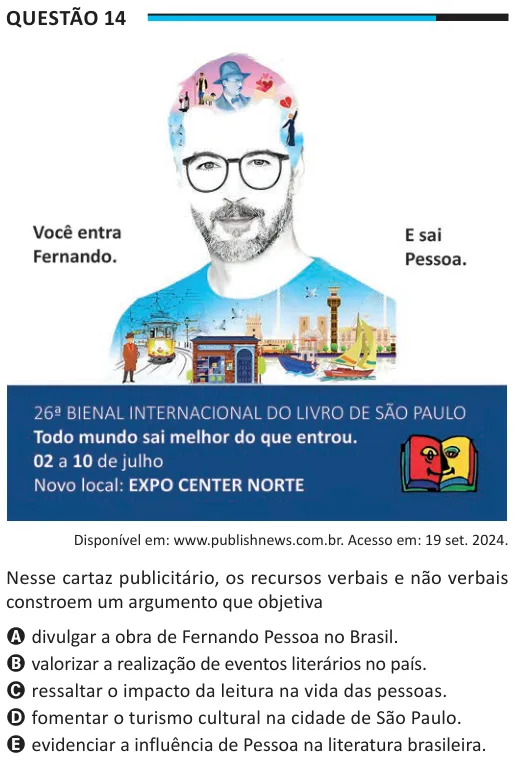 QUESTÃO 14
Você entra
Fernando.
E sai
Pessoa.
26ª BIENAL INTERNACIONAL DO LIVRO DE SÃO PAULO
Todo mundo sai melhor do que entrou.
02 a 10 de julho
Novo local: EXPO CENTER NORTE
Disponível em: www.publishnews.com.br. Acesso em: 19 set. 2024.
Nesse cartaz publicitário, os recursos verbais e não verbais
constroem um argumento que objetiva
A divulgar a obra de Fernando Pessoa no Brasil.
B valorizar a realização de eventos literários no país.
C ressaltar o impacto da leitura na vida das pessoas.
D fomentar o turismo cultural na cidade de São Paulo.
E evidenciar a influência de Pessoa na literatura brasileira.